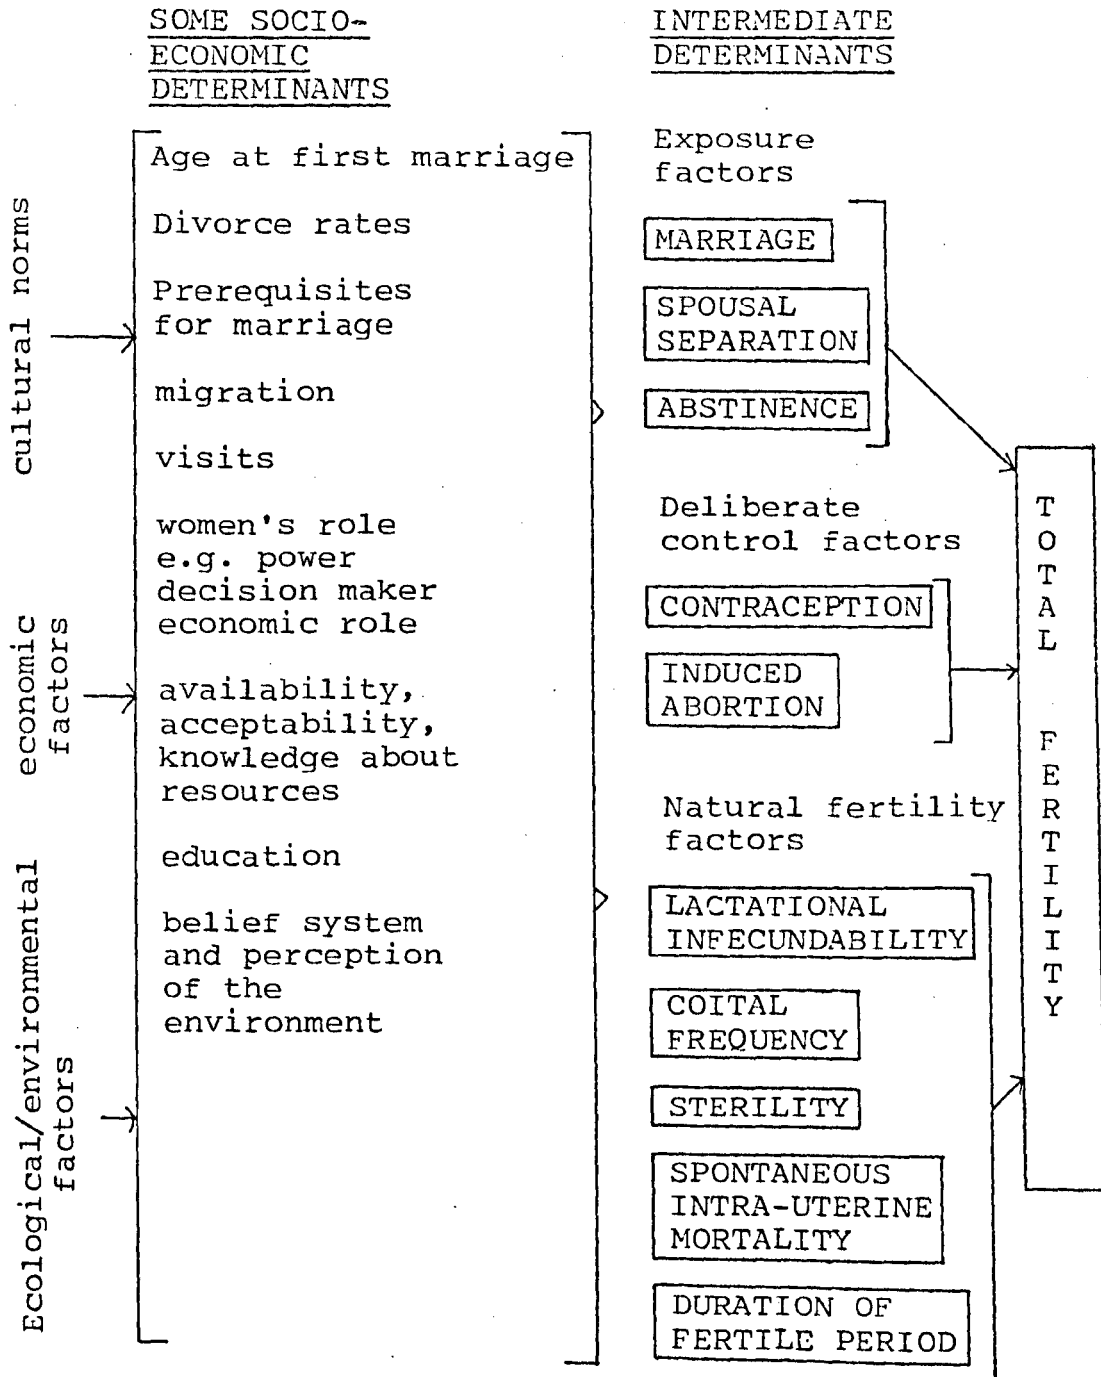 SOME SOCIO-
ECONOMIC
DETERMINANTS
INTERMEDIATE
DETERMINANTS
cultural norms
economic
factors
Ecological/environmental
factors
Age at first marriage
Divorce rates
Prerequisites
for marriage
migration
visits
women's role
e.g. power
decision maker
economic role
availability,
acceptability,
knowledge about
resources
education
belief system
and perception
of the
environment
Exposure
factors
MARRIAGE
SPOUSAL
SEPARATION
ABSTINENCE
Deliberate
control factors
CONTRACEPTION
INDUCED
ABORTION
Natural fertility
factors
LACTATIONAL
INFECUNDABILITY
COITAL
FREQUENCY
STERILITY
SPONTANEOUS
INTRA-UTERINE
MORTALITY
DURATION OF
FERTILE PERIOD
TOTAL FERTILITY